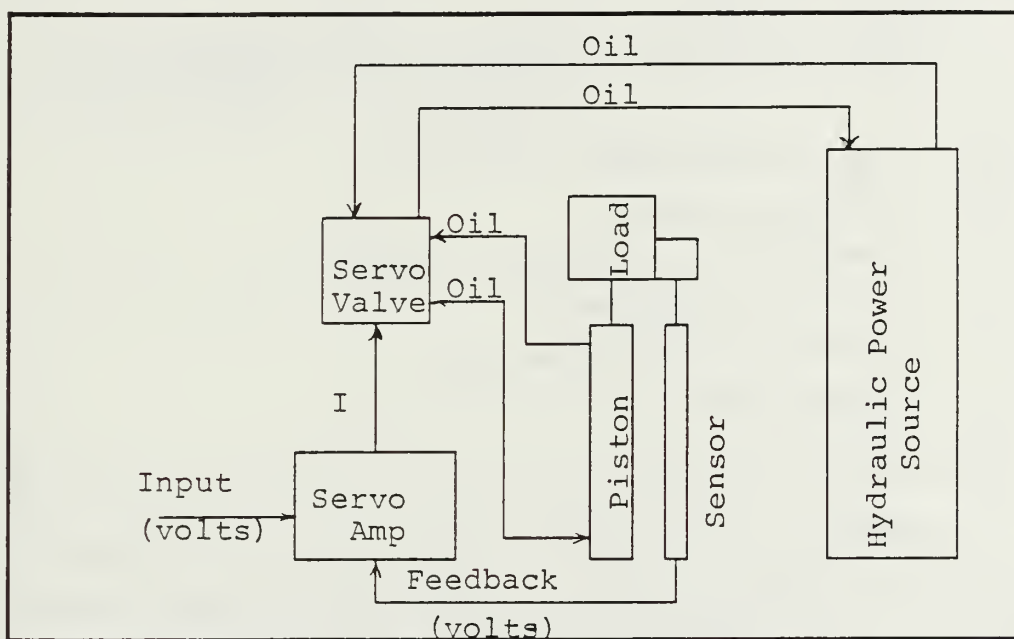 Oil
Oil
Oil
Servo
Valve
Oil
Load
Piston
Sensor
Hydraulic Power
Source
I
Input
(volts)
Servo
Amp
Feedback
(volts)